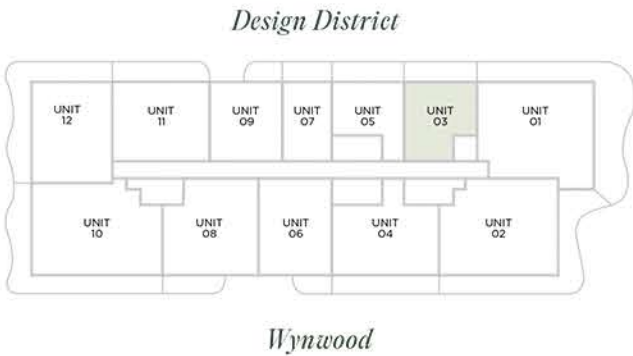 Design District
UNIT
12
UNIT
11
UNIT
09
UNIT
07
UNIT
05
UNIT
03
UNIT
01
UNIT
10
UNIT
08
UNIT
06
UNIT
04
UNIT
02
Wynwood